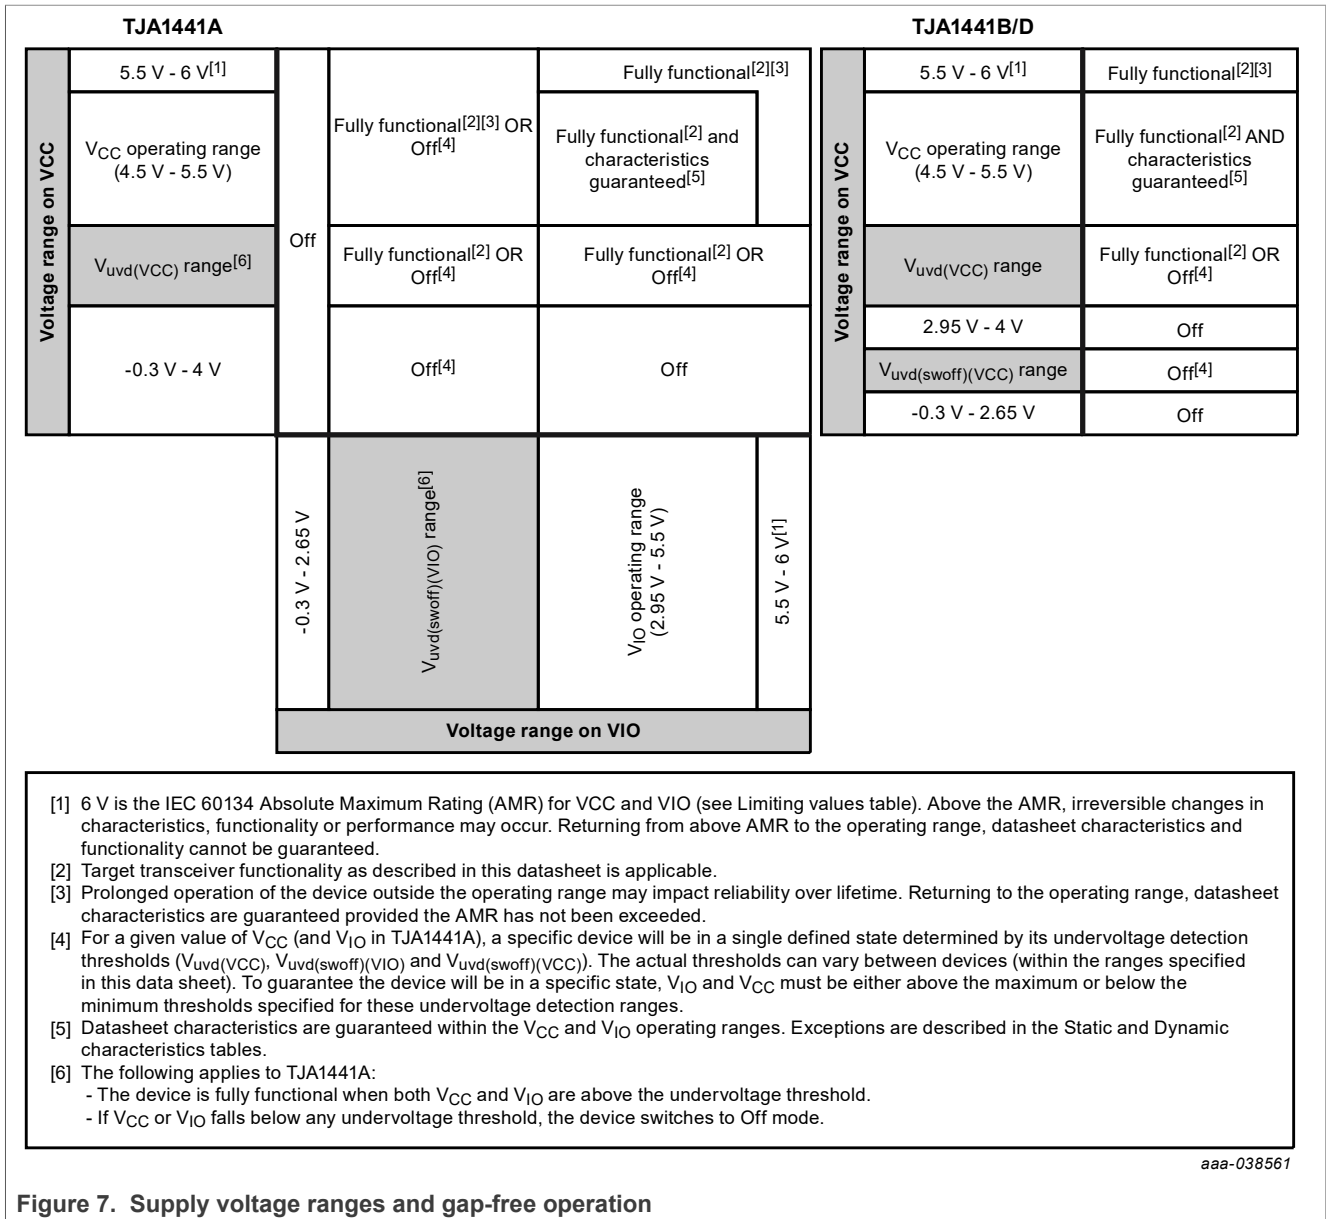 TJA1441A
TJA1441B/D
Voltage range on VCC
5.5 V - 6 V[1]
VCC operating range
(4.5 V - 5.5 V)
Vuvd(VCC) range[6]
-0.3 V - 4 V
Off
Fully functional[2][3] OR
Off[4]
Fully functional[2] OR
Off[4]
Off[4]
Fully functional[2][3]
Fully functional[2] and
characteristics
guaranteed[5]
Fully functional[2] OR
Off[4]
Off
-0.3 V - 2.65 V
Vuvd(swoff)(VIO) range[6]
VIO operating range
(2.95 V - 5.5 V)
5.5 V - 6 V[1]
Voltage range on VIO
Voltage range on VCC
5.5 V - 6 V[1]
Fully functional[2][3]
VCC operating range
(4.5 V - 5.5 V)
Fully functional[2] AND
characteristics
guaranteed[5]
Vuvd(VCC) range
Fully functional[2] OR
Off[4]
2.95 V - 4 V
Off
Vuvd(swoff)(VCC) range
Off[4]
-0.3 V - 2.65 V
Off
[1] 6 V is the IEC 60134 Absolute Maximum Rating (AMR) for VCC and VIO (see Limiting values table). Above the AMR, irreversible changes in
characteristics, functionality or performance may occur. Returning from above AMR to the operating range, datasheet characteristics and
functionality cannot be guaranteed.
[2] Target transceiver functionality as described in this datasheet is applicable.
[3] Prolonged operation of the device outside the operating range may impact reliability over lifetime. Returning to the operating range, datasheet
characteristics are guaranteed provided the AMR has not been exceeded.
[4] For a given value of VCC (and VIO in TJA1441A), a specific device will be in a single defined state determined by its undervoltage detection
thresholds (Vuvd(VCC), Vuvd(swoff)(VIO) and Vuvd(swoff)(VCC)). The actual thresholds can vary between devices (within the ranges specified
in this data sheet). To guarantee the device will be in a specific state, VIO and VCC must be either above the maximum or below the
minimum thresholds specified for these undervoltage detection ranges.
[5] Datasheet characteristics are guaranteed within the VCC and VIO operating ranges. Exceptions are described in the Static and Dynamic
characteristics tables.
[6] The following applies to TJA1441A:
- The device is fully functional when both VCC and VIO are above the undervoltage threshold.
- If VCC or VIO falls below any undervoltage threshold, the device switches to Off mode.
aaa-038561
Figure 7. Supply voltage ranges and gap-free operation